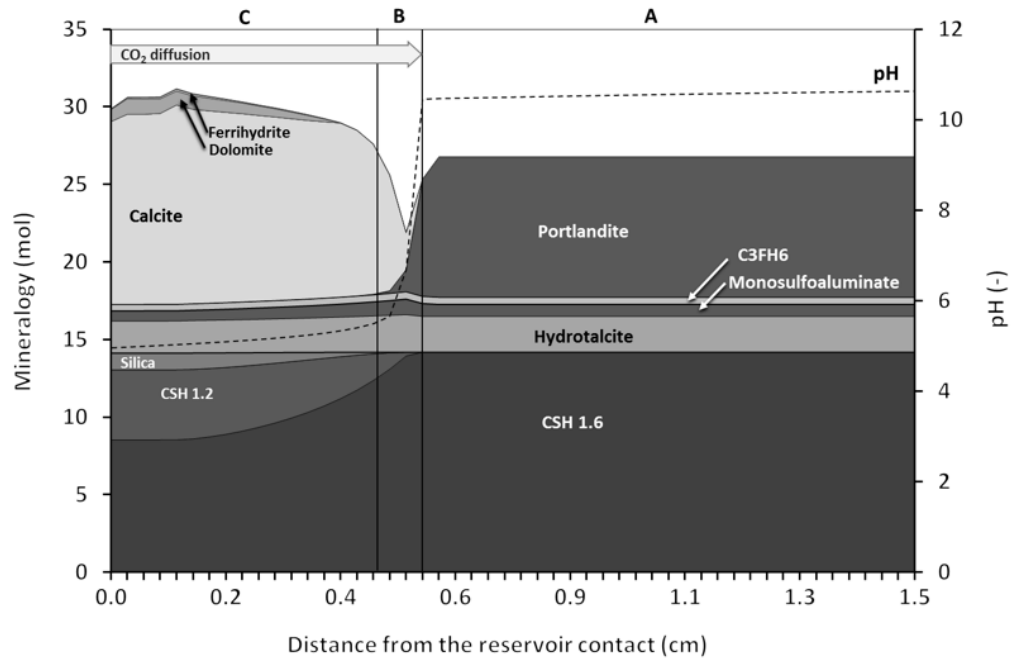 C B A
35 12
CO2 diffusion
pH
30 10
Ferrihydrite
Dolomite
25
Calcite 8
Portlandite
C3FH6
20
Monosulfoaluminate
6
15 Hydrotalcite
Silica
CSH 1.2 4
10 CSH 1.6
5 2
0 0
0.0 0.2 0.4 0.6 0.9 1.1 1.3 1.5
Mineralogy (mol)
pH (-)
Distance from the reservoir contact (cm)